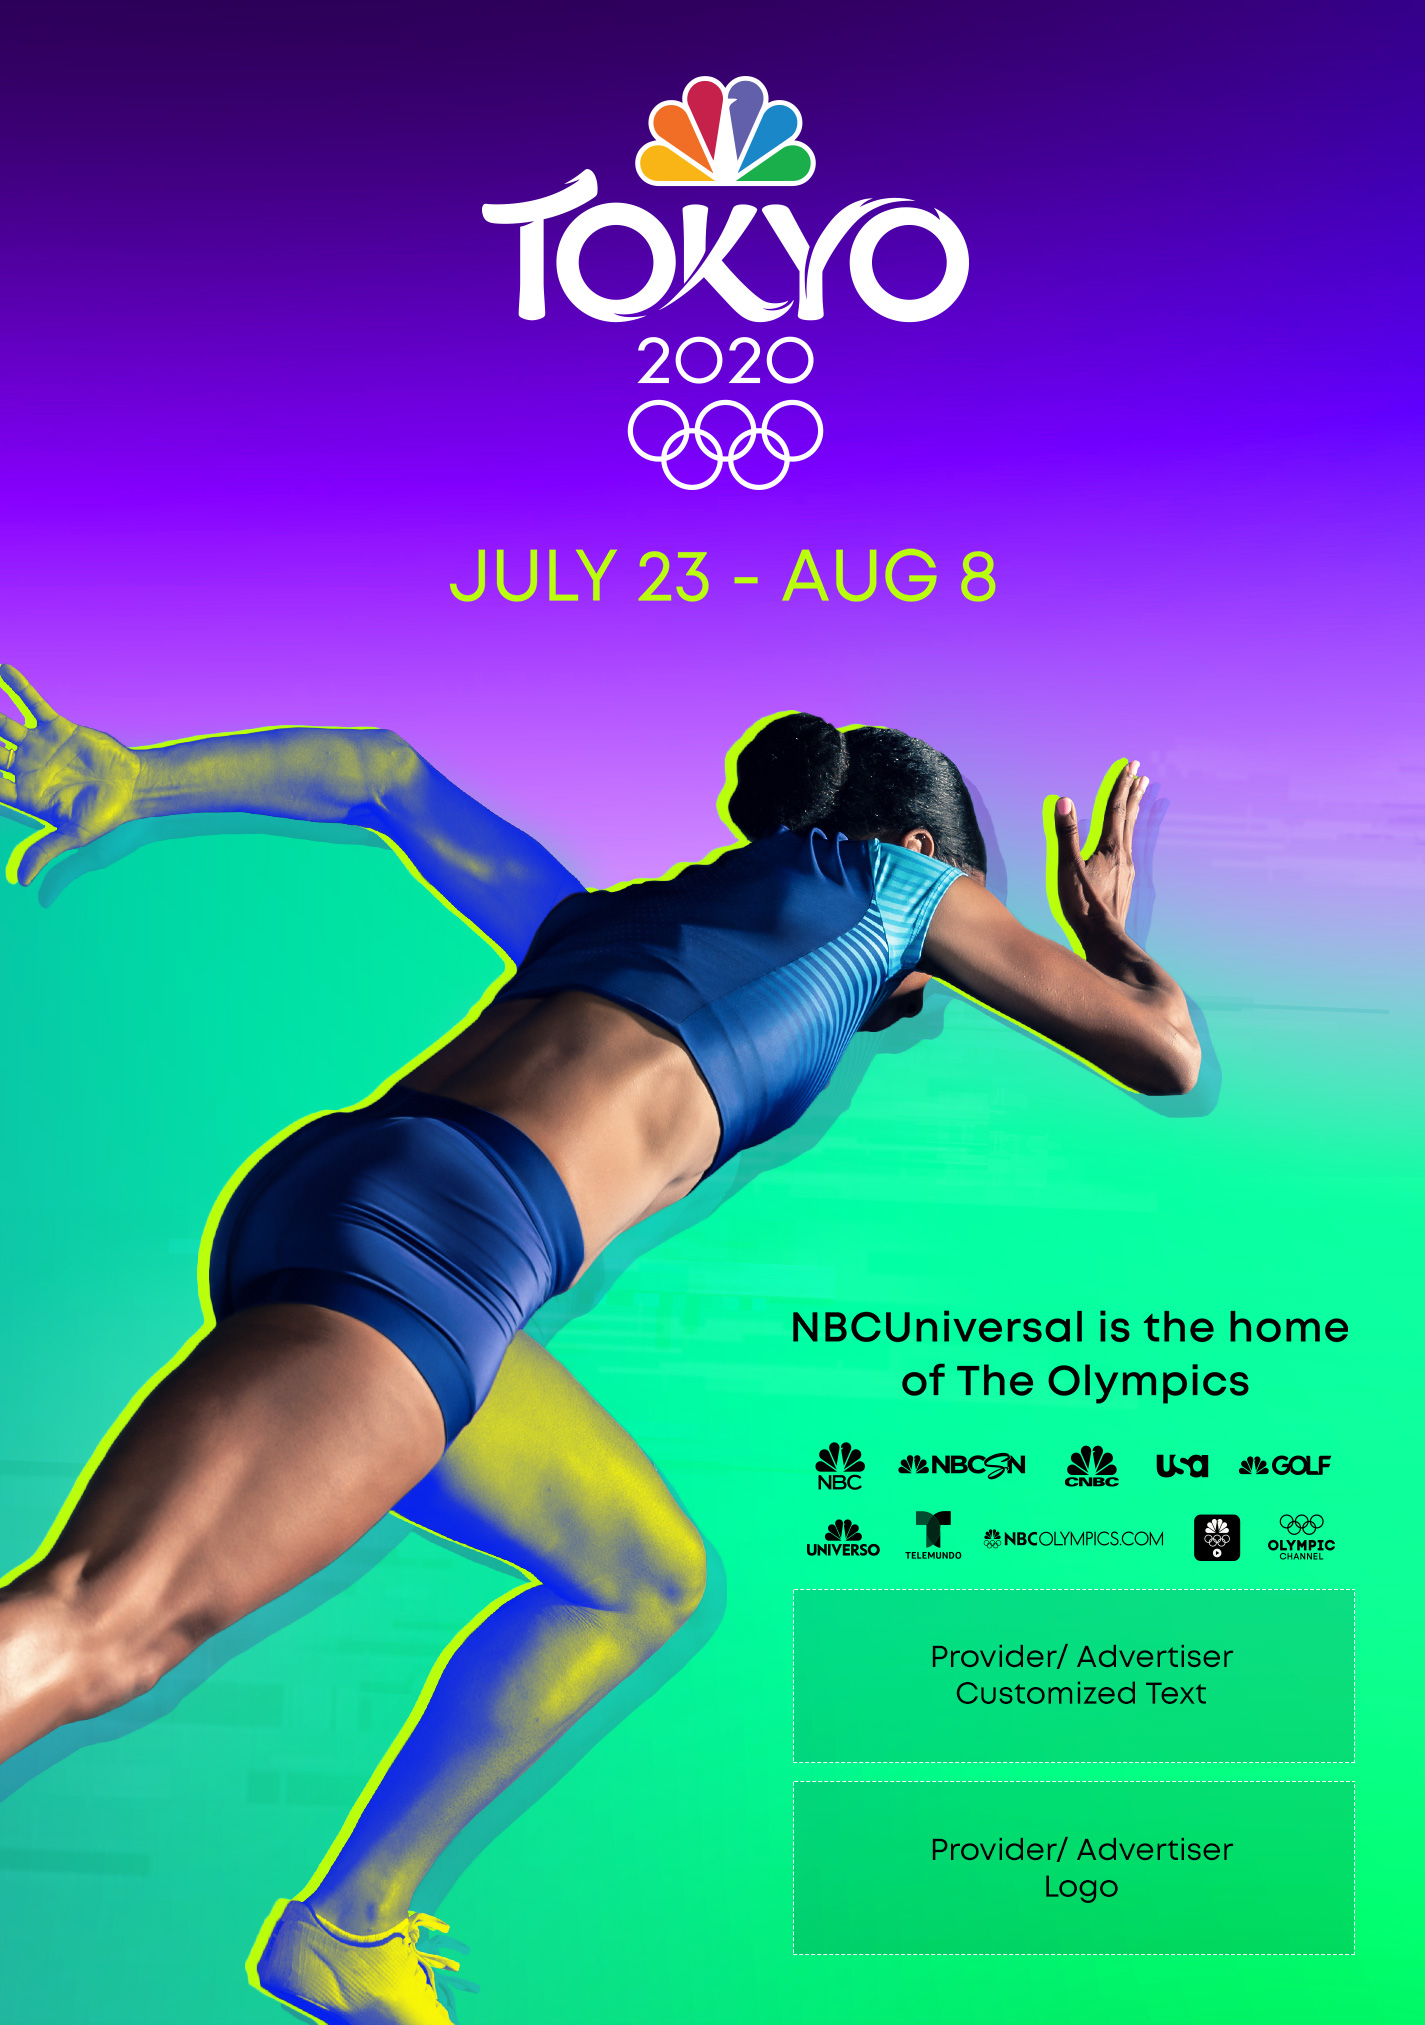 TOKYO
2020
JULY 23 - AUG 8
NBCUniversal is the home
of The Olympics
NBC NBCSN CNBC usa GOLF
UNIVERSO TELEMUNDO NBCOLYMPICS.COM OLYMPIC CHANNEL
Provider/ Advertiser
Customized Text
Provider/ Advertiser
Logo